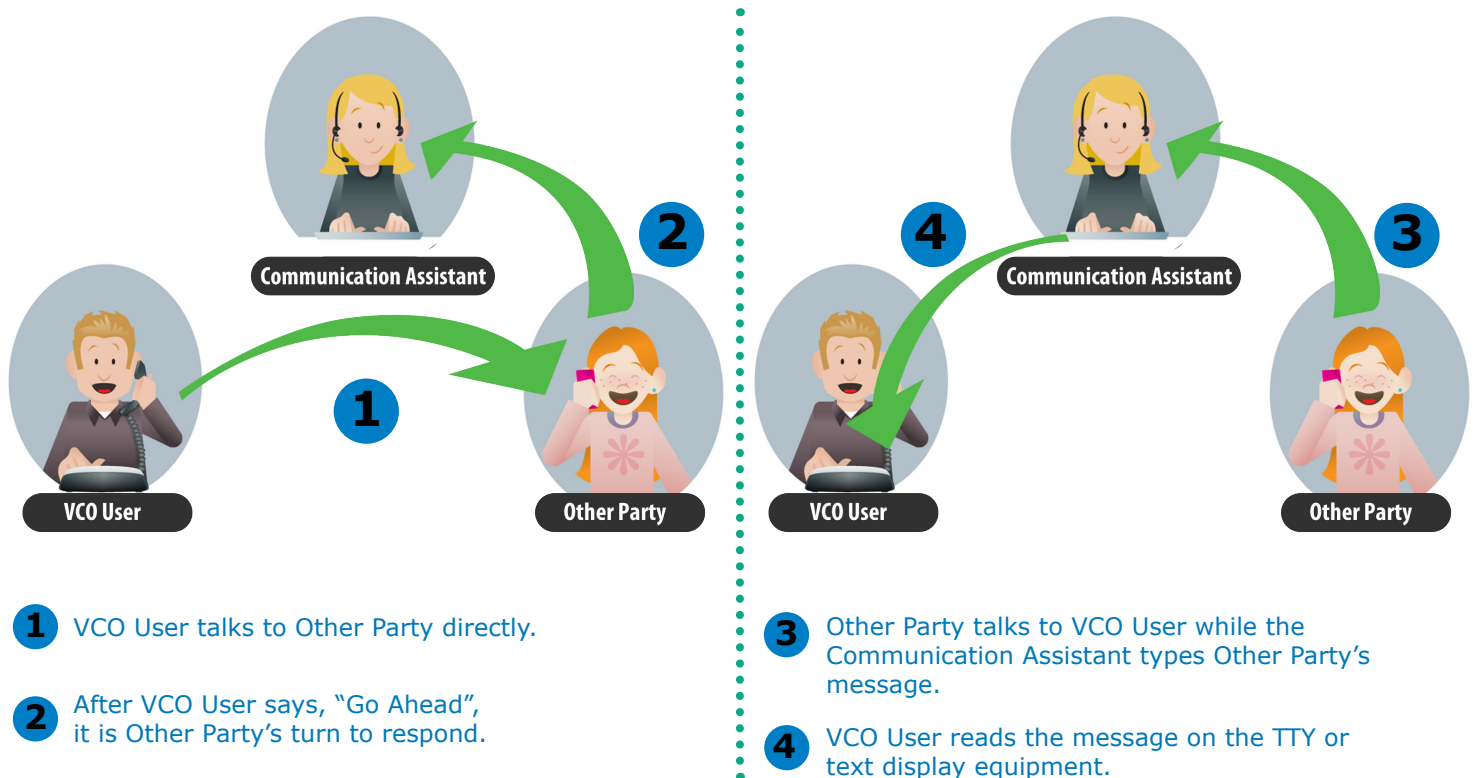 Communication Assistant
2
VCO User
1
Other Party
1 VCO User talks to Other Party directly.
2 After VCO User says, “Go Ahead”,
it is Other Party’s turn to respond.
Communication Assistant
4
3
VCO User
Other Party
3 Other Party talks to VCO User while the
Communication Assistant types Other Party’s
message.
4 VCO User reads the message on the TTY or
text display equipment.